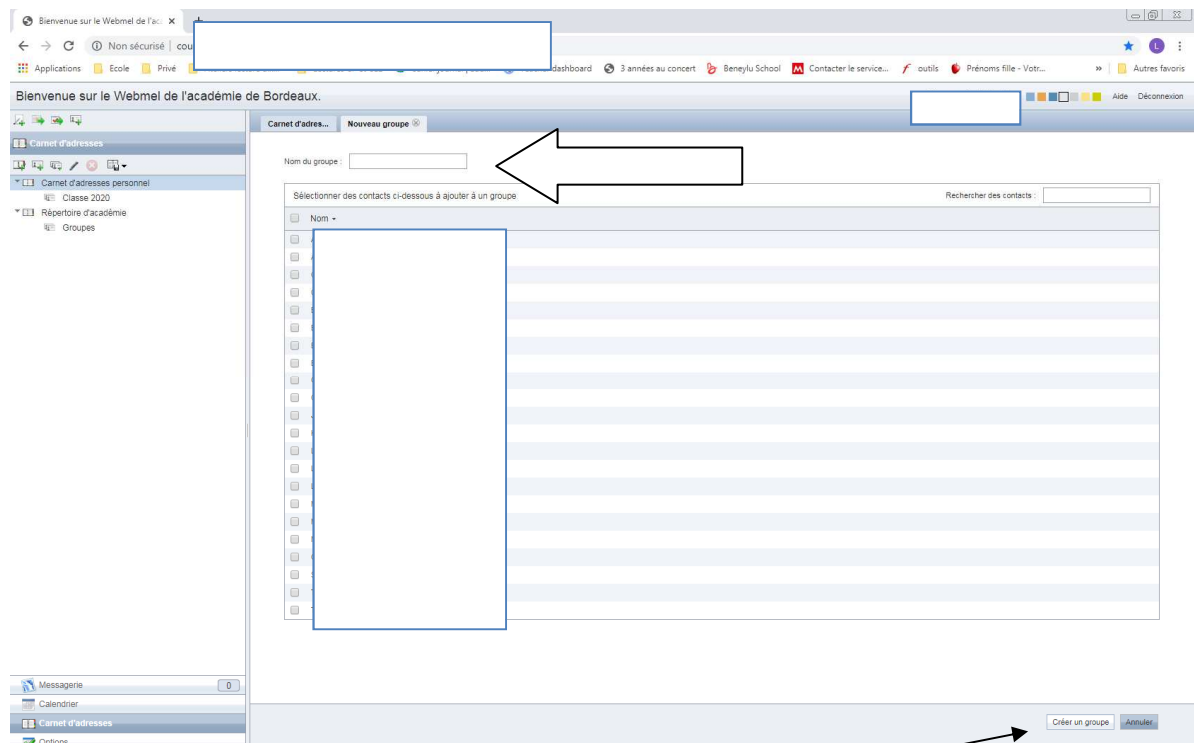 Bienvenue sur le Webmel de l'aca
Non sécurisé | cou
Applications Ecole Privé dashboard 3 années au concert Beneylu School Contacter le service... outils Prénoms fille - Votr... » Autres favoris
Bienvenue sur le Webmel de l'académie de Bordeaux.
Aide Déconnexion
Carnet d'adres... Nouveau groupe
Carnet d'adresses
Nom du groupe :
Carnet d'adresses personnel
Classe 2020
Répertoire d'académie
Groupes
Sélectionner des contacts ci-dessous à ajouter à un groupe
Rechercher des contacts :
Nom
Messagerie 0
Calendrier
Carnet d'adresses
Options
Créer un groupe Annuler